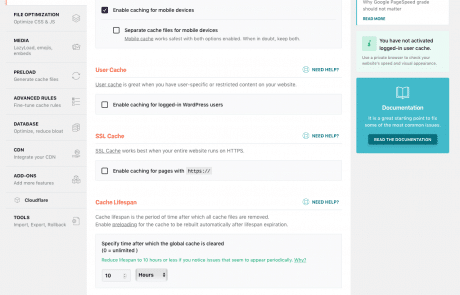 FILE OPTIMIZATION
Optimize CSS & JS
MEDIA
LazyLoad, emojis, embeds
PRELOAD
Generate cache files
ADVANCED RULES
Fine-tune cache rules
DATABASE
Optimize, reduce bloat
CDN
Integrate your CDN
ADD-ONS
Add more features
Cloudflare
TOOLS
Import, Export, Rollback
Enable caching for mobile devices
Separate cache files for mobile devices
Mobile cache works safest with both options enabled. When in doubt, keep both.
User Cache
NEED HELP?
User cache is great when you have user-specific or restricted content on your website.
Enable caching for logged-in WordPress users
SSL Cache
NEED HELP?
SSL Cache works best when your entire website runs on HTTPS.
Enable caching for pages with https://
Cache Lifespan
NEED HELP?
Cache lifespan is the period of time after which all cache files are removed.
Enable preloading for the cache to be rebuilt automatically after lifespan expiration.
Specify time after which the global cache is cleared
(0 = unlimited )
Reduce lifespan to 10 hours or less if you notice issues that seem to appear periodically. Why?
10
Hours
Why Google PageSpeed grade
should not matter
READ MORE
You have not activated
logged-in user cache.
Use a private browser to check your
website's speed and visual appearance.
Documentation
It is a great starting point to fix
some of the most common issues.
READ THE DOCUMENTATION